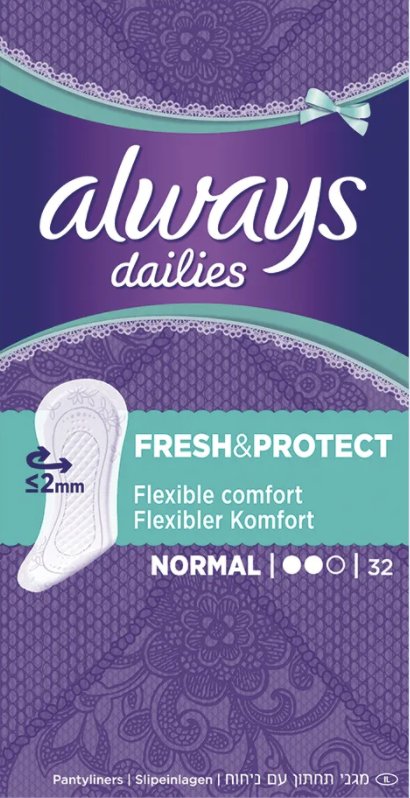 always
dailies
FRESH&PROTECT
≤2mm
Flexible comfort
Flexibler Komfort
NORMAL | ●●○ | 32
Pantyliners | Slipeinlagen | מגני תחתון עם ניחוח IL